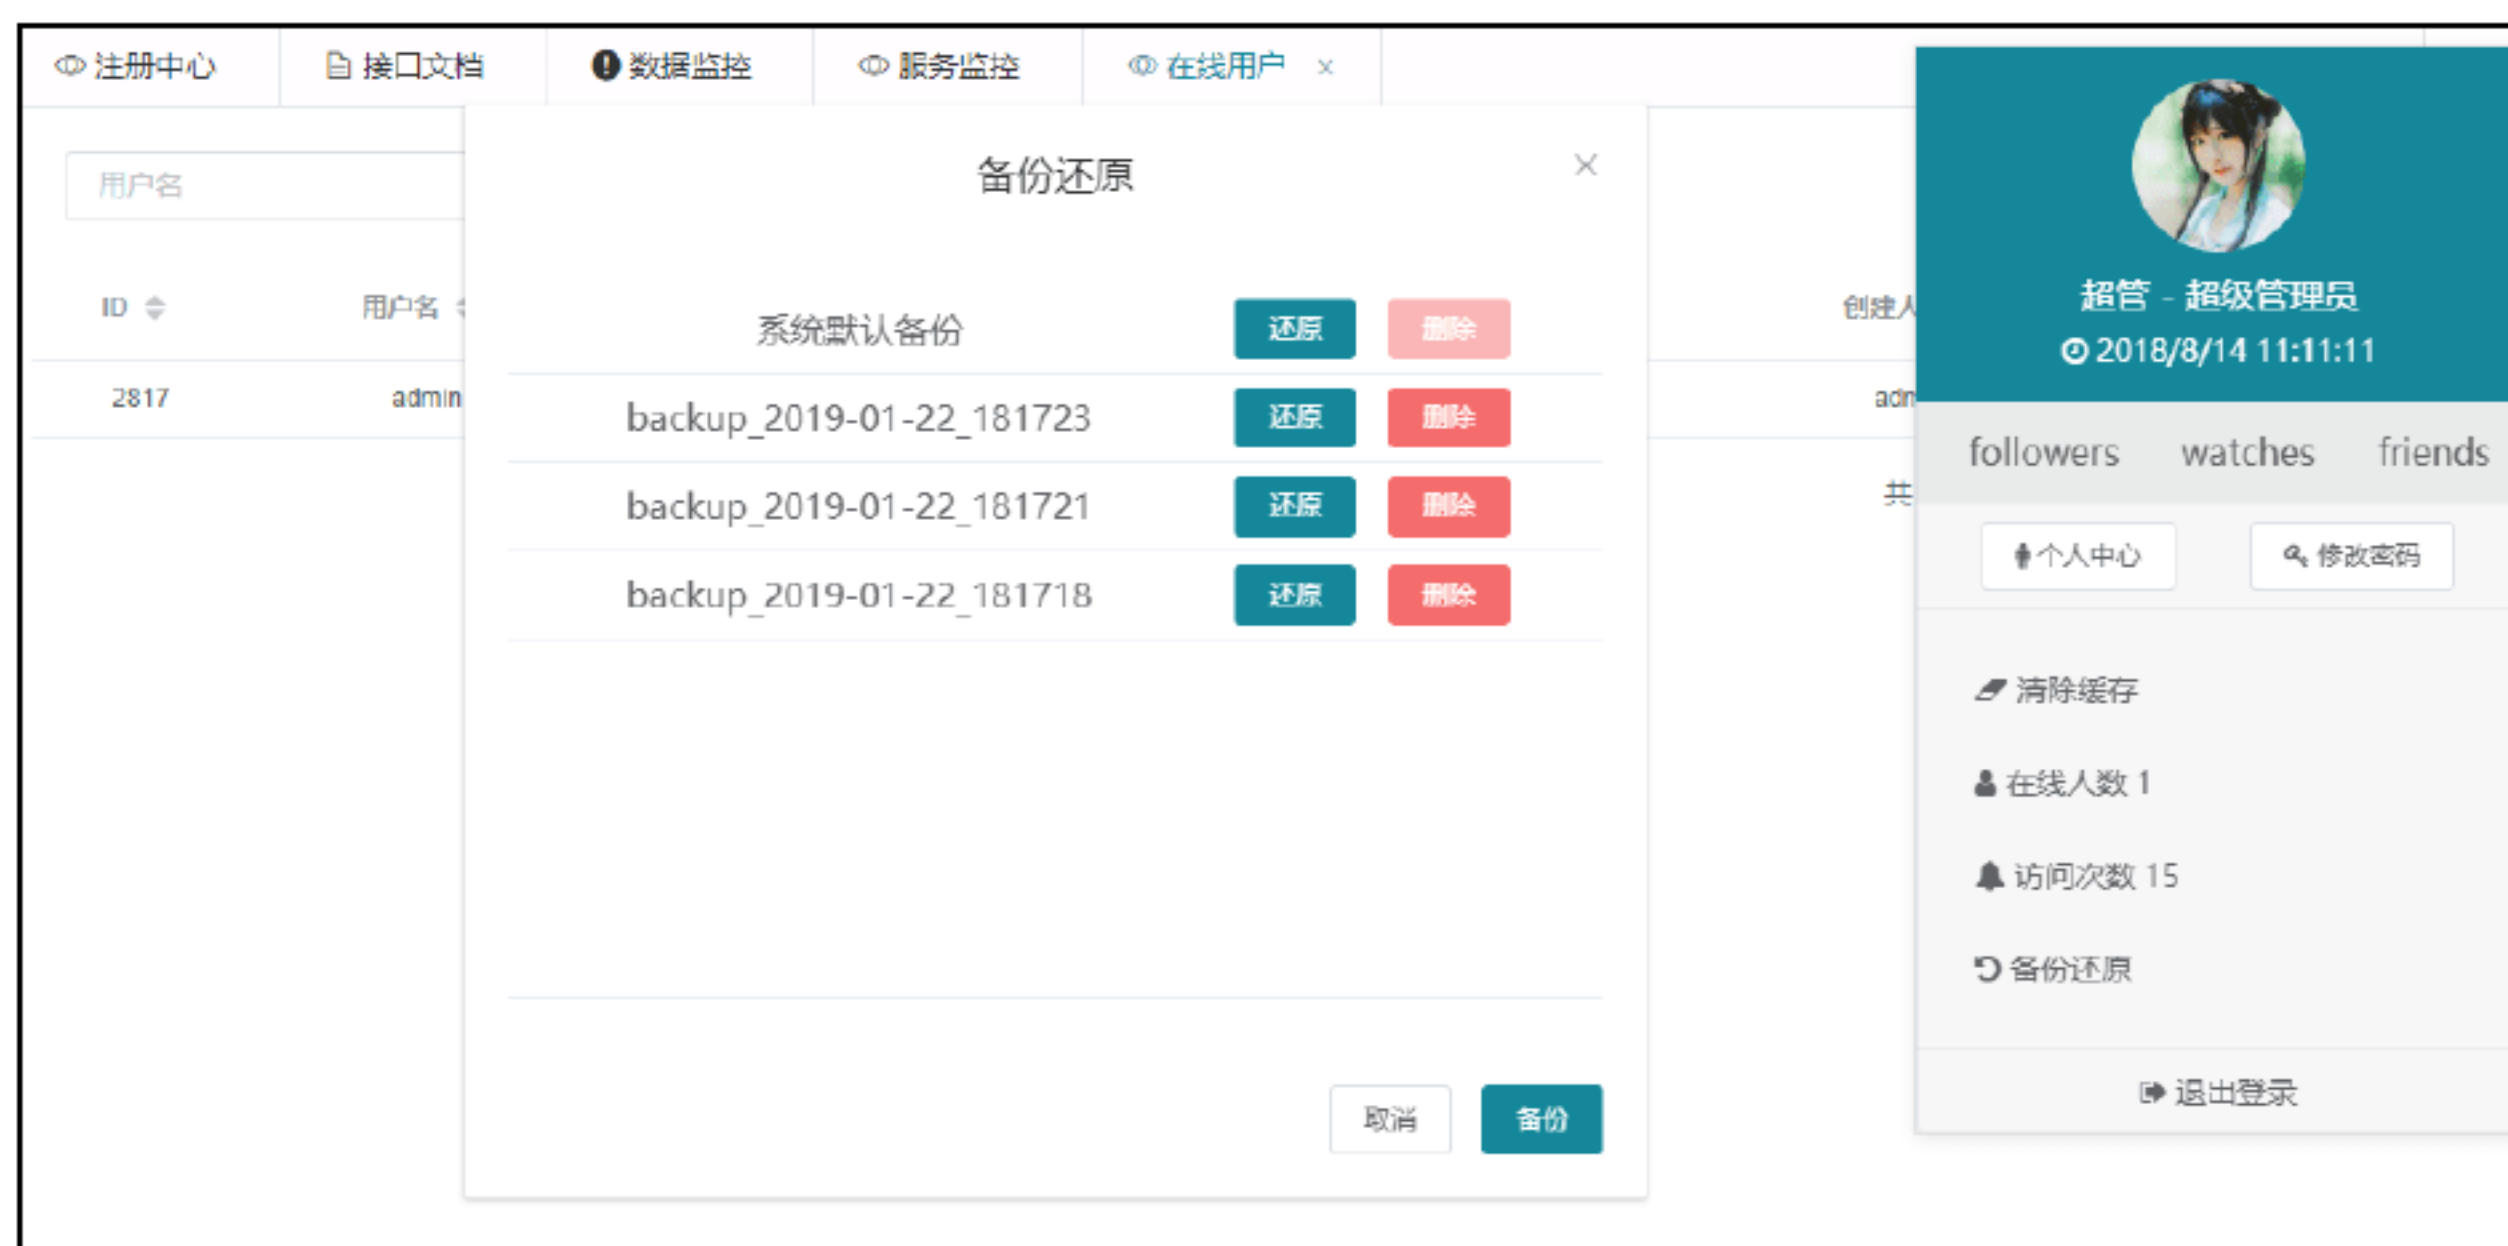 注册中心 接口文档 数据监控 服务监控 在线用户 ×
用户名
ID 用户名
2817 admin
备份还原 ×
系统默认备份 还原 删除
backup_2019-01-22_181723 还原 删除
backup_2019-01-22_181721 还原 删除
backup_2019-01-22_181718 还原 删除
取消 备份
创建人
adm
共
超管 - 超级管理员
2018/8/14 11:11:11
followers watches friends
个人中心 修改密码
清除缓存
在线人数 1
访问次数 15
备份还原
退出登录